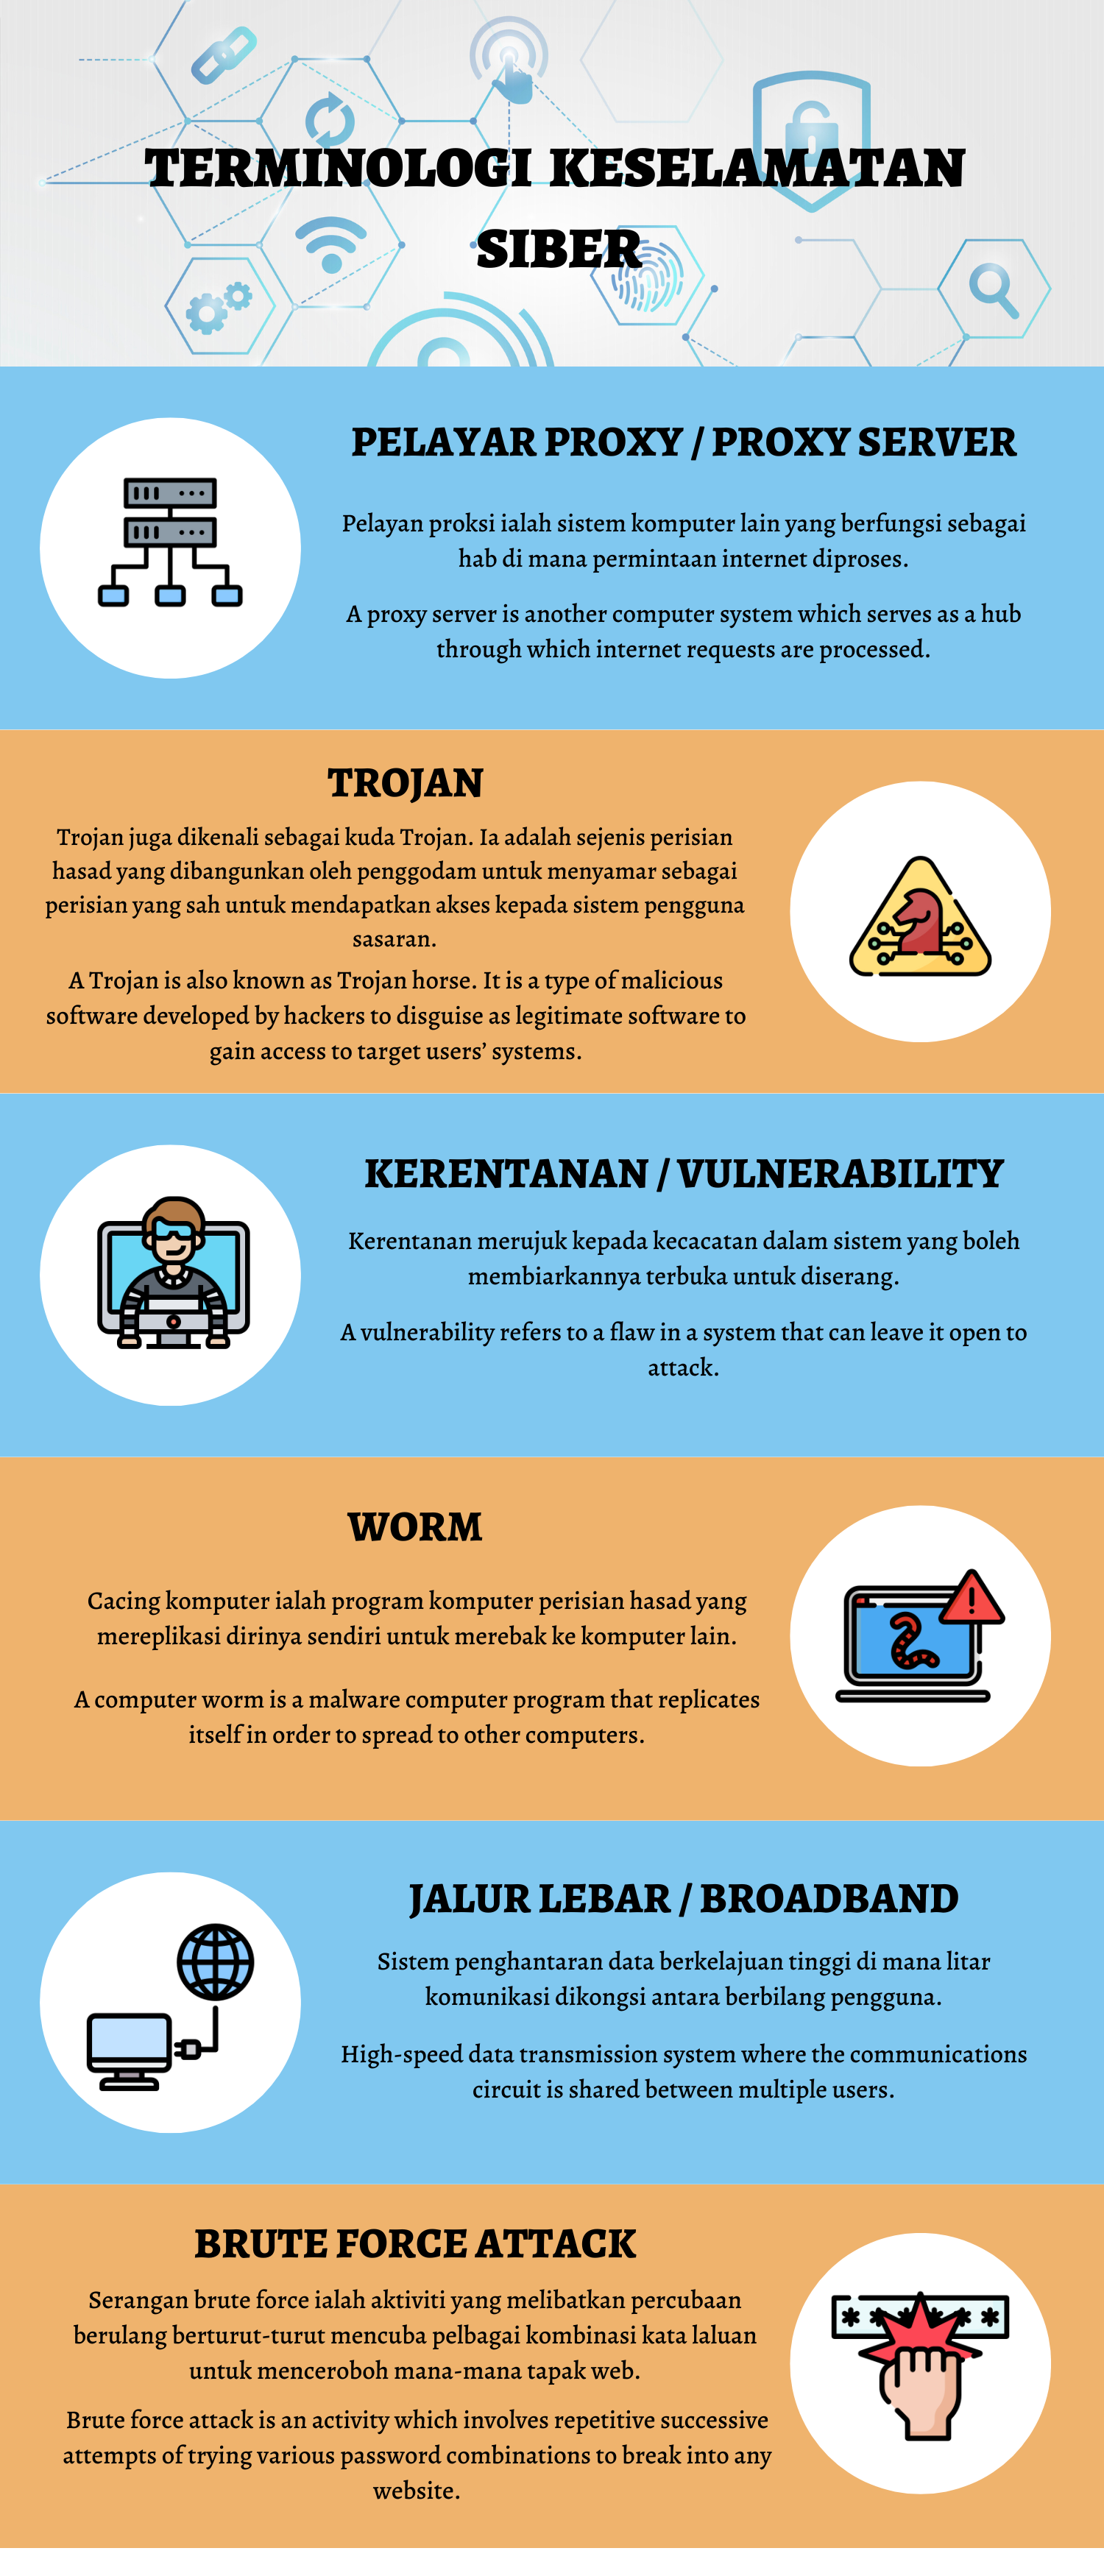 TERMINOLOGI KESELAMATAN
SIBER
PELAYAR PROXY / PROXY SERVER
Pelayan proksi ialah sistem komputer lain yang berfungsi sebagai
hab di mana permintaan internet diproses.
A proxy server is another computer system which serves as a hub
through which internet requests are processed.
TROJAN
Trojan juga dikenali sebagai kuda Trojan. Ia adalah sejenis perisian
hasad yang dibangunkan oleh penggodam untuk menyamar sebagai
perisian yang sah untuk mendapatkan akses kepada sistem pengguna
sasaran.
A Trojan is also known as Trojan horse. It is a type of malicious
software developed by hackers to disguise as legitimate software to
gain access to target users’ systems.
KERENTANAN / VULNERABILITY
Kerentanan merujuk kepada kecacatan dalam sistem yang boleh
membiarkannya terbuka untuk diserang.
A vulnerability refers to a flaw in a system that can leave it open to
attack.
WORM
Cacing komputer ialah program komputer perisian hasad yang
mereplikasi dirinya sendiri untuk merebak ke komputer lain.
A computer worm is a malware computer program that replicates
itself in order to spread to other computers.
JALUR LEBAR / BROADBAND
Sistem penghantaran data berkelajuan tinggi di mana litar
komunikasi dikongsi antara berbilang pengguna.
High-speed data transmission system where the communications
circuit is shared between multiple users.
BRUTE FORCE ATTACK
Serangan brute force ialah aktiviti yang melibatkan percubaan
berulang berturut-turut mencuba pelbagai kombinasi kata laluan
untuk menceroboh mana-mana tapak web.
Brute force attack is an activity which involves repetitive successive
attempts of trying various password combinations to break into any
website.